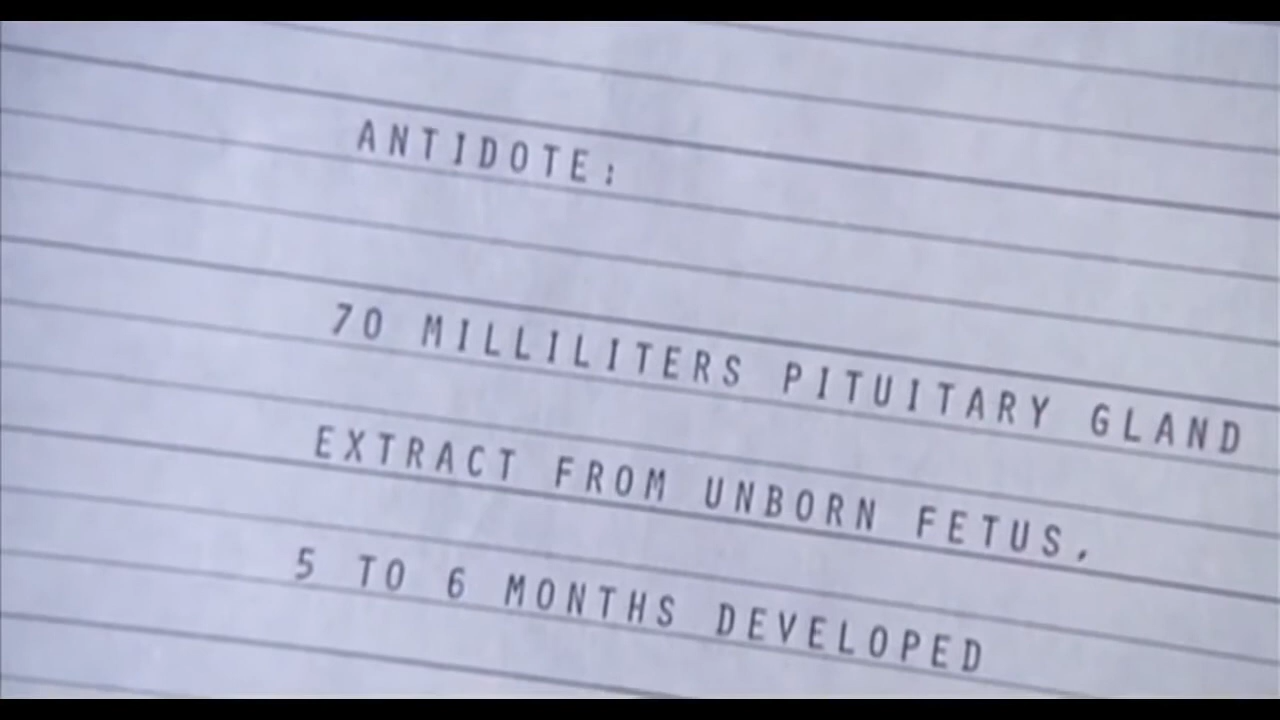 ANTIDOTE:
70 MILLILITERS PITUITARY GLAND
EXTRACT FROM UNBORN FETUS,
5 TO 6 MONTHS DEVELOPED